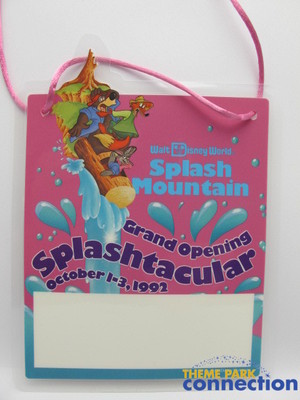 Walt Disney World
Splash
Mountain
Grand Opening
Splashtacular
October 1-3, 1992
THEME PARK
connection